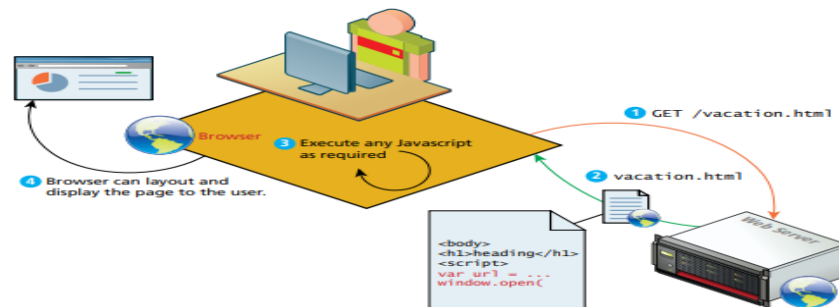 1 GET /vacation.html
Browser
3 Execute any Javascript
as required
2 vacation.html
4 Browser can layout and
display the page to the user.
Web Server
<body>
<h1>heading</h1>
<script>
var url = ...
window.open(